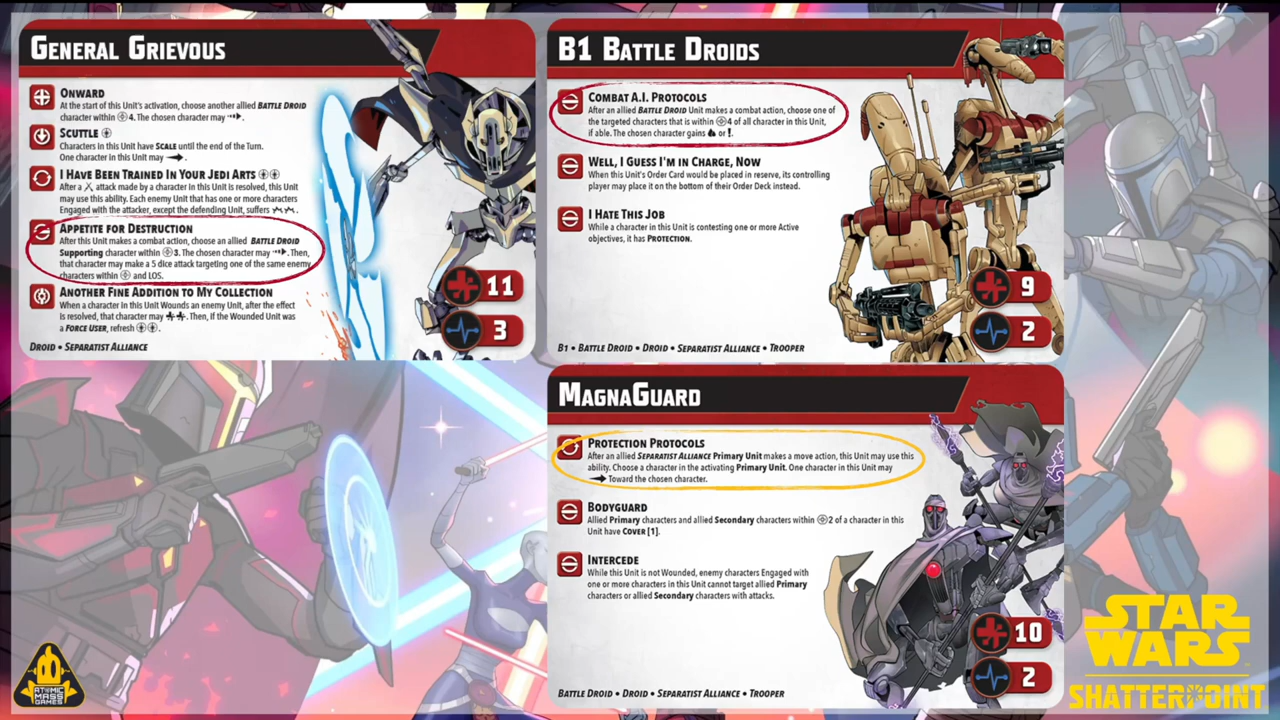 GENERAL GRIEVOUS
ONWARD
At the start of this Unit's activation, choose another allied BATTLE DROID
character within 4. The chosen character may .
SCUTTLE
Characters in this Unit have SCALE until the end of the Turn.
One character in this Unit may .
I HAVE BEEN TRAINED IN YOUR JEDI ARTS
After a attack made by a character in this Unit is resolved, this Unit
may use this ability. Each enemy Unit that has one or more characters
Engaged with the attacker, except the defending Unit, suffers .
APPETITE FOR DESTRUCTION
After this Unit makes a combat action, choose an allied BATTLE DROID
Supporting character within 3. The chosen character may . Then,
that character may make a 5 dice attack targeting one of the same enemy
characters within and LOS.
ANOTHER FINE ADDITION TO MY COLLECTION
When a character in this Unit Wounds an enemy Unit, after the effect
is resolved, that character may . Then, if the Wounded Unit was
a FORCE USER, refresh .
11
3
DROID • SEPARATIST ALLIANCE
B1 BATTLE DROIDS
COMBAT A.I. PROTOCOLS
After an allied BATTLE DROID Unit makes a combat action, choose one of
the targeted characters that is within 4 of all character in this Unit,
if able. The chosen character gains or .
WELL, I GUESS I'M IN CHARGE, NOW
When this Unit's Order Card would be placed in reserve, its controlling
player may place it on the bottom of their Order Deck instead.
I HATE THIS JOB
While a character in this Unit is contesting one or more Active
objectives, it has PROTECTION.
9
2
B1 • BATTLE DROID • DROID • SEPARATIST ALLIANCE • TROOPER
MAGNAGUARD
PROTECTION PROTOCOLS
After an allied SEPARATIST ALLIANCE Primary Unit makes a move action, this Unit may use this
ability. Choose a character in the activating Primary Unit. One character in this Unit may
Toward the chosen character.
BODYGUARD
Allied Primary characters and allied Secondary characters within 2 of a character in this
Unit have COVER [1].
INTERCEDE
While this Unit is not Wounded, enemy characters Engaged with
one or more characters in this Unit cannot target allied Primary
characters or allied Secondary characters with attacks.
10
2
BATTLE DROID • DROID • SEPARATIST ALLIANCE • TROOPER
ATOMIC
MASS
GAMES
STAR
WARS
SHATTERPOINT